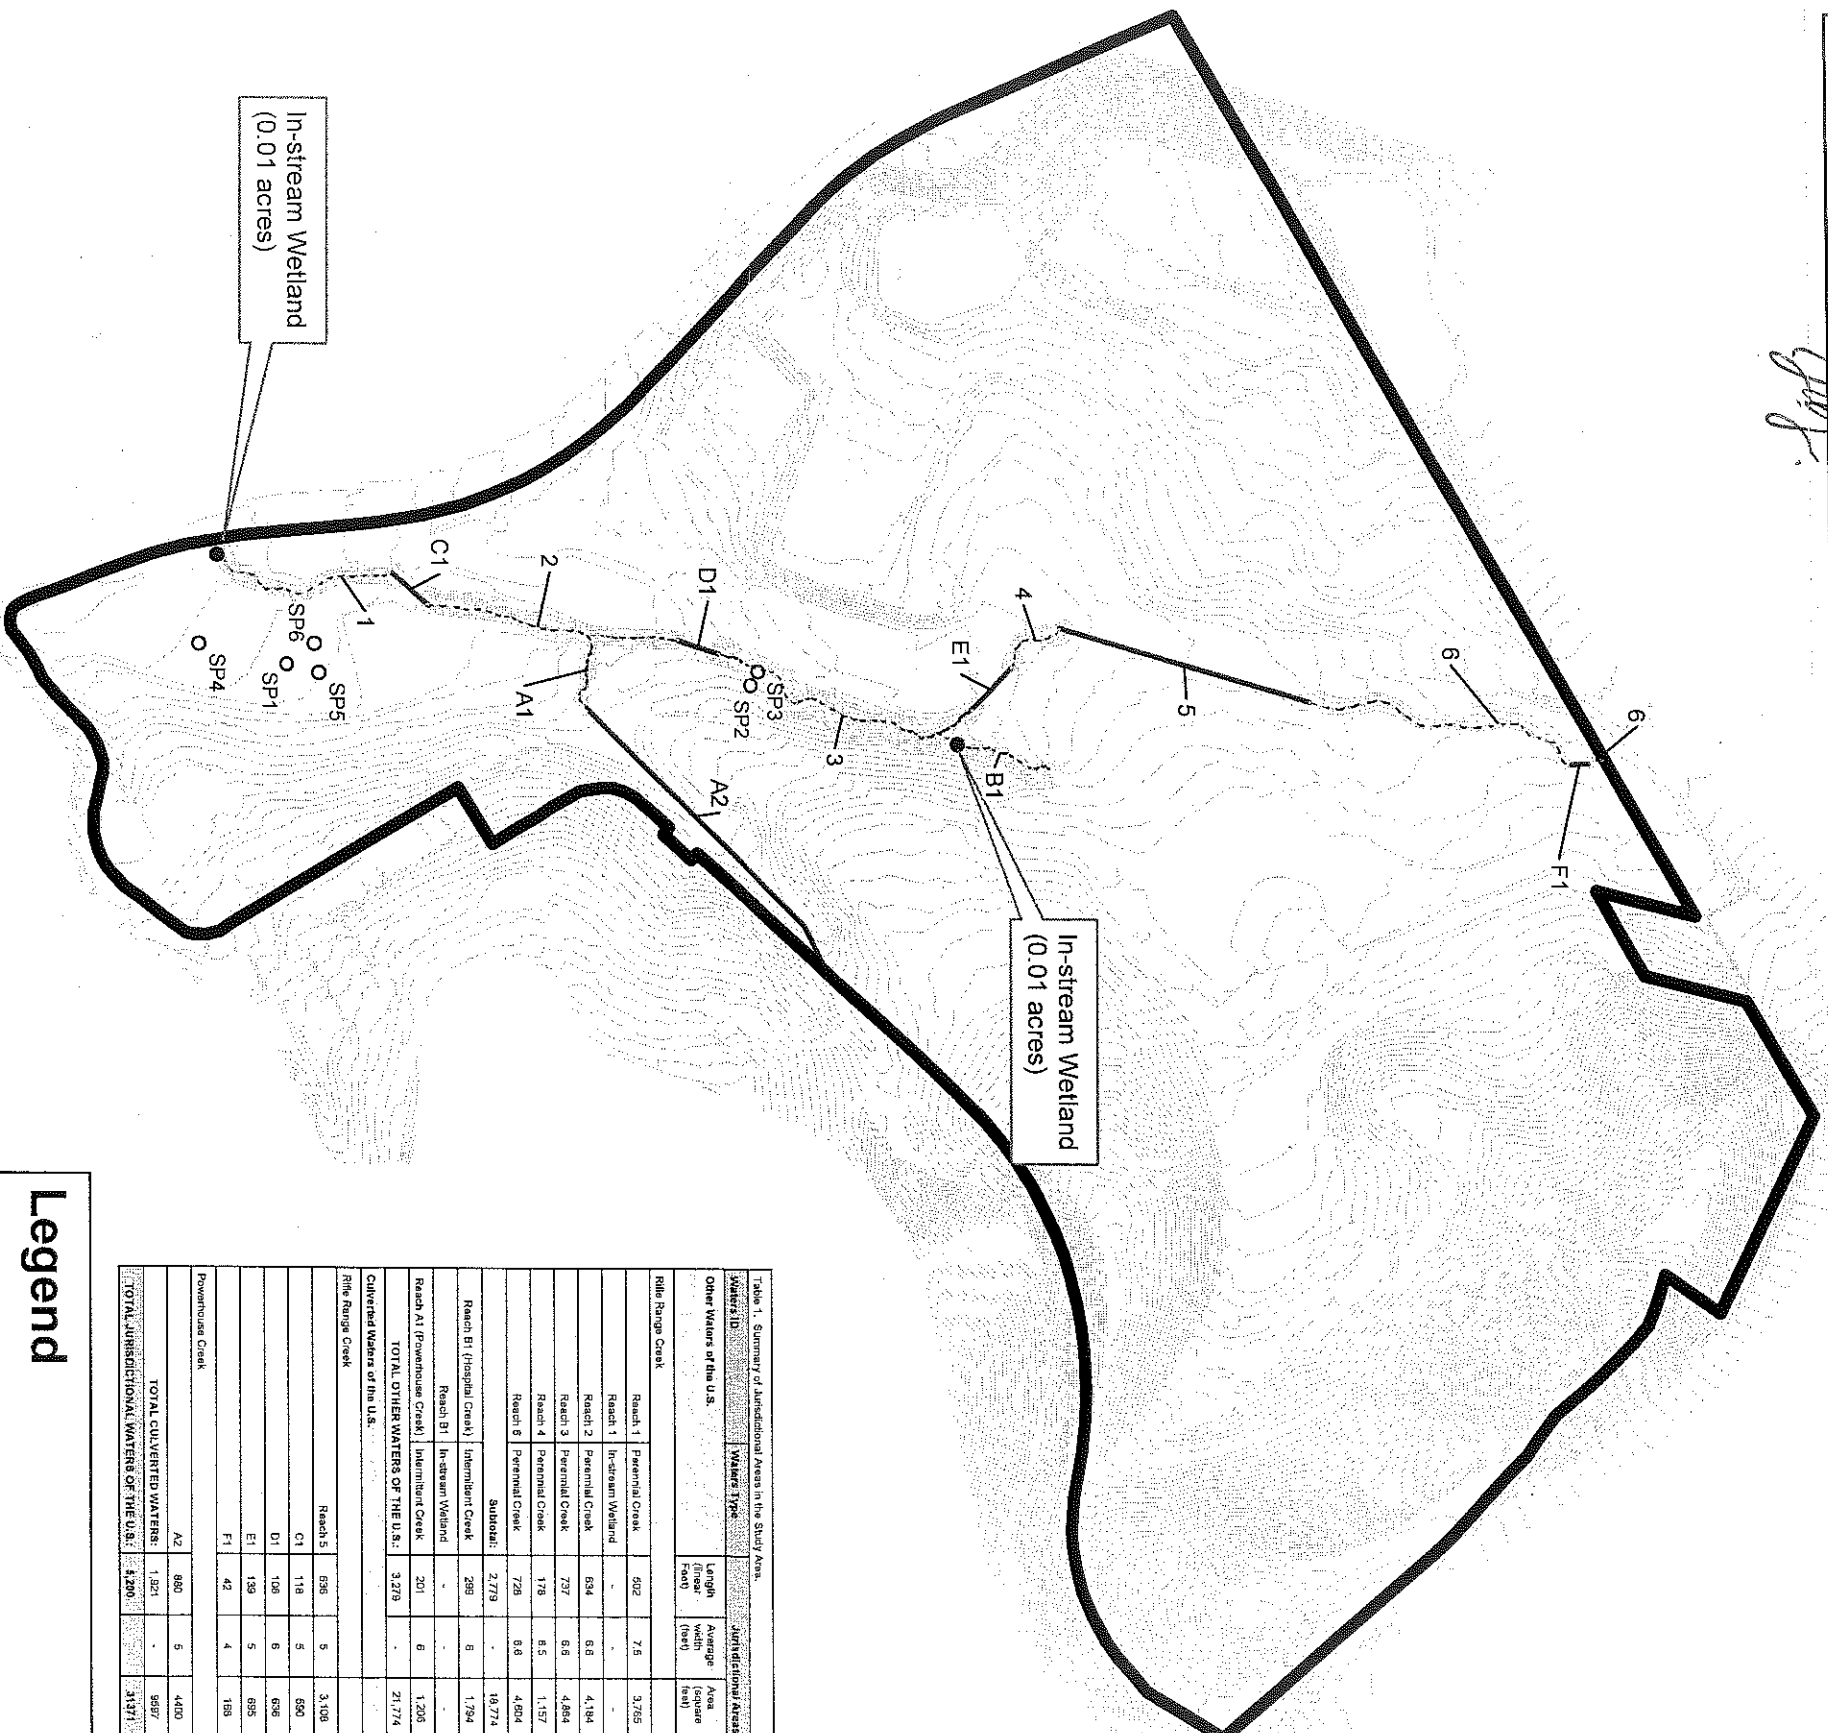 In-stream Wetland
(0.01 acres)
In-stream Wetland
(0.01 acres)
6
6
F1
5
4
E1
B1
3
D1
SP3
SP2
A2
2
A1
C1
1
SP6
SP5
SP1
SP4
Table 1. Summary of Jurisdictional Areas in the Study Area.
Waters ID Waters Type Jurisdictional Areas
Length (linear Feet) Average width (feet) Area (square feet)
Other Waters of the U.S.
Rifle Range Creek
Reach 1 Perennial Creek 502 7.5 3,765
Reach 1 In-stream Wetland - - -
Reach 2 Perennial Creek 634 6.6 4,184
Reach 3 Perennial Creek 737 6.6 4,864
Reach 4 Perennial Creek 178 6.5 1,157
Reach 6 Perennial Creek 728 6.6 4,804
Subtotal: 2,779 - 18,774
Reach B1 (Hospital Creek) Intermittent Creek 299 6 1,794
Reach B1 In-stream Wetland - - -
Reach A1 (Powerhouse Creek) Intermittent Creek 201 6 1,206
TOTAL OTHER WATERS OF THE U.S.: 3,279 - 21,774
Culverted Waters of the U.S.
Rifle Range Creek
Reach 5 636 5 3,108
C1 118 5 590
D1 106 6 636
E1 139 5 695
F1 42 4 168
Powerhouse Creek
A2 880 5 4400
TOTAL CULVERTED WATERS: 1,921 - 9597
TOTAL JURISDICTIONAL WATERS OF THE U.S.: 5,200 31371
Legend